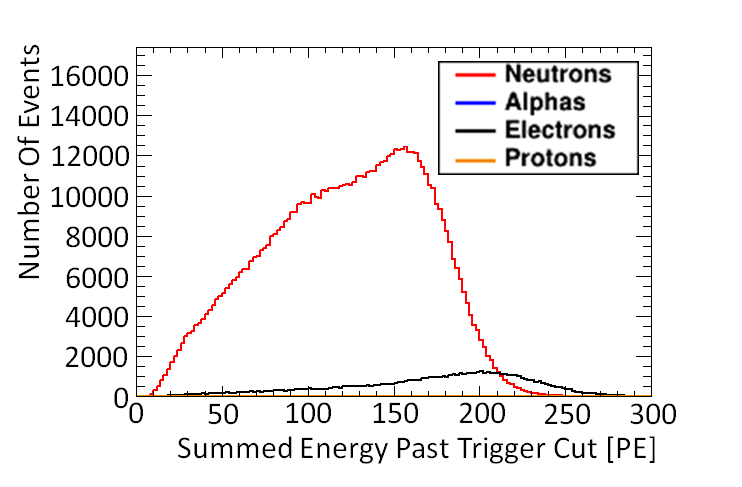 Number Of Events
16000
14000
12000
10000
8000
6000
4000
2000
0
0 50 100 150 200 250 300
Summed Energy Past Trigger Cut [PE]
Neutrons
Alphas
Electrons
Protons